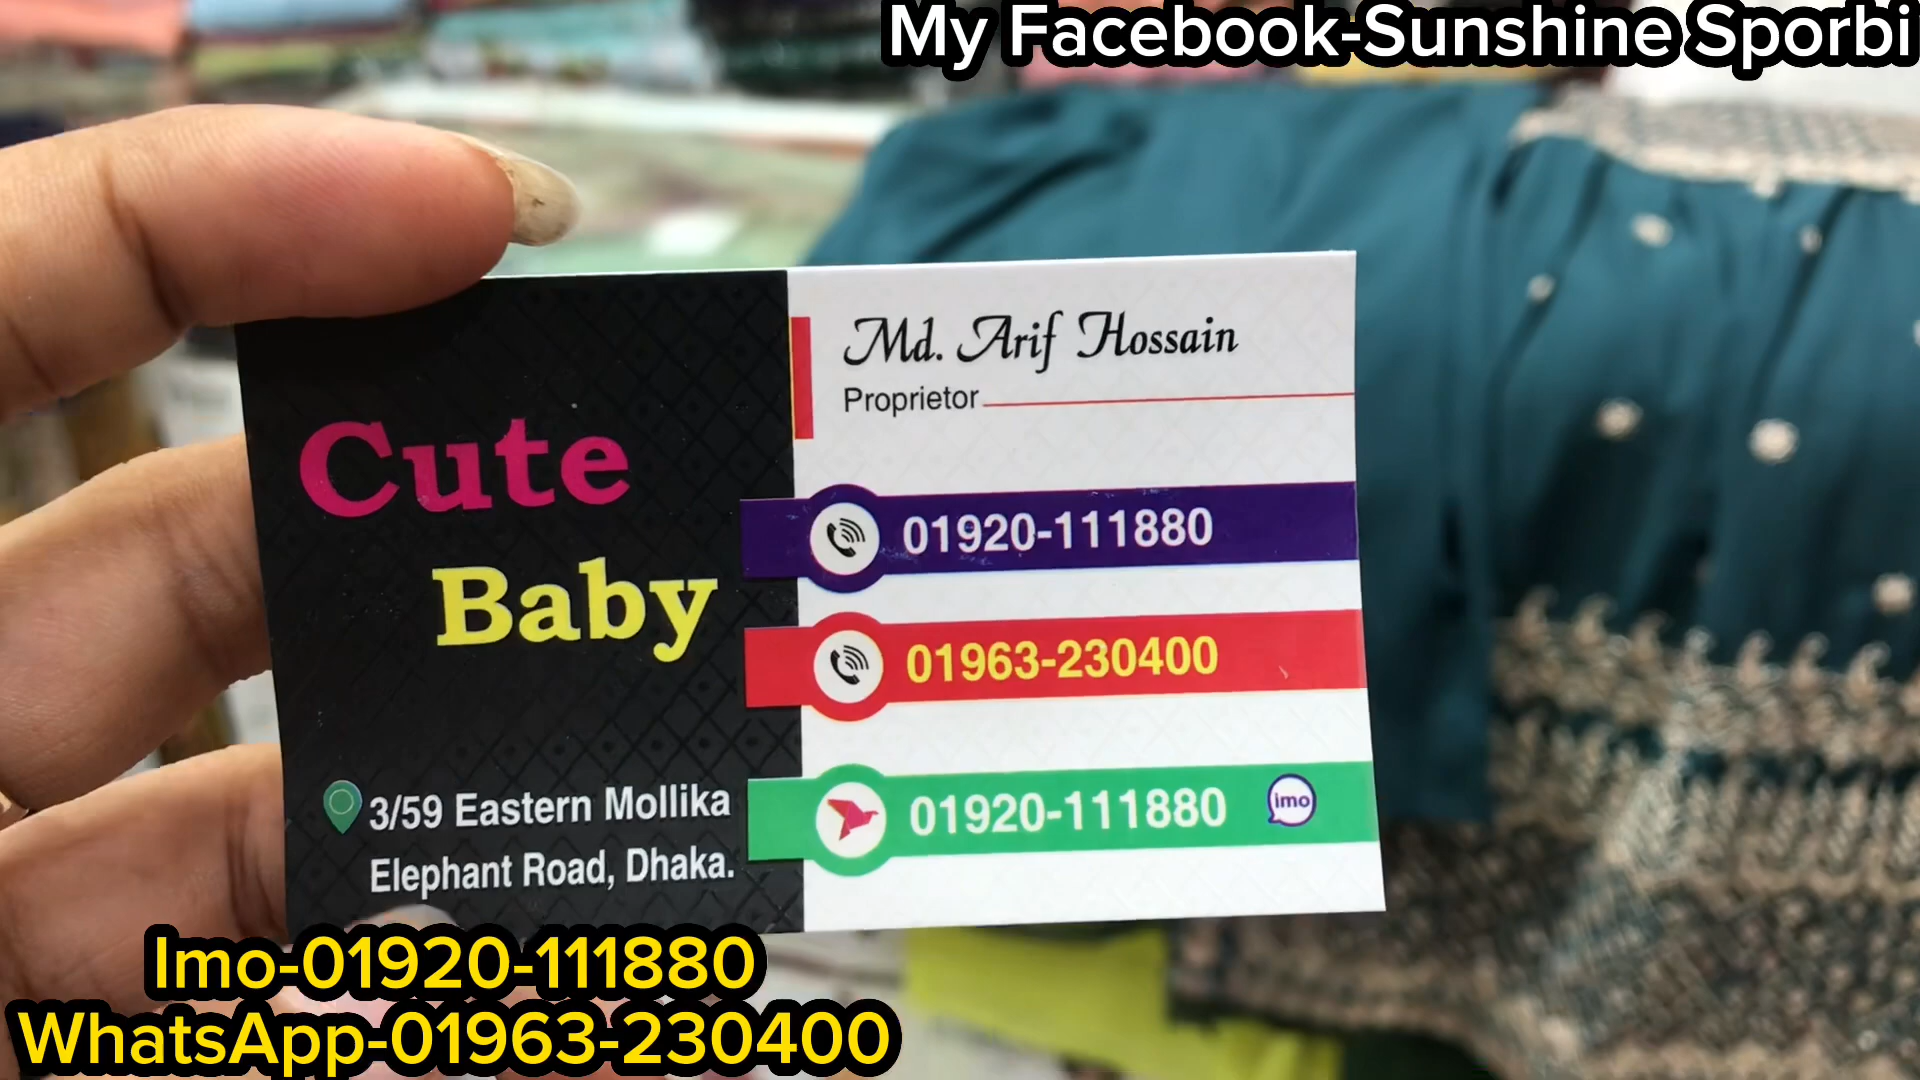 My Facebook-Sunshine Sporbi
Cute
Baby
3/59 Eastern Mollika
Elephant Road, Dhaka.
Md. Arif Hossain
Proprietor
01920-111880
01963-230400
01920-111880 imo
Imo-01920-111880
WhatsApp-01963-230400